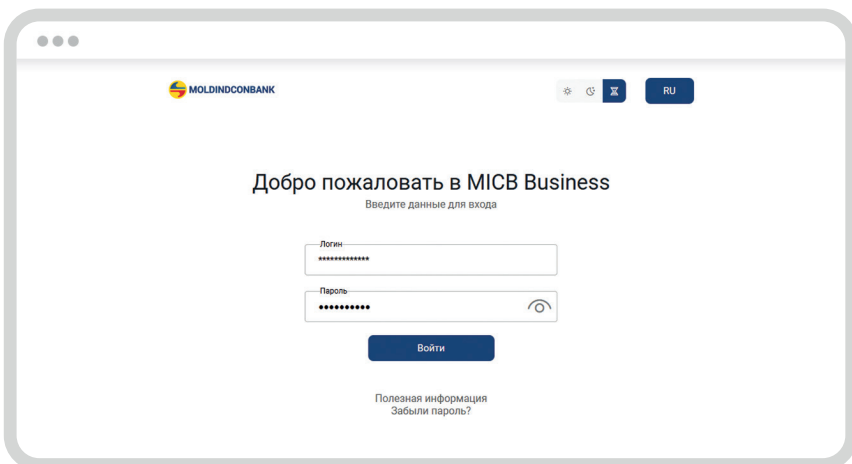 MOLDINDCONBANK
RU
Добро пожаловать в MICB Business
Введите данные для входа
Логин
*************
Пароль
••••••••••
Войти
Полезная информация
Забыли пароль?